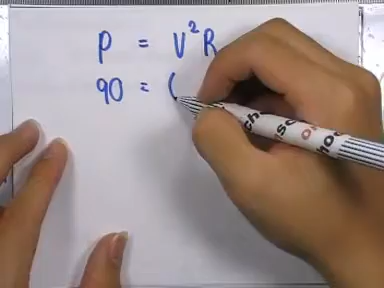 P = V²R
90 = (